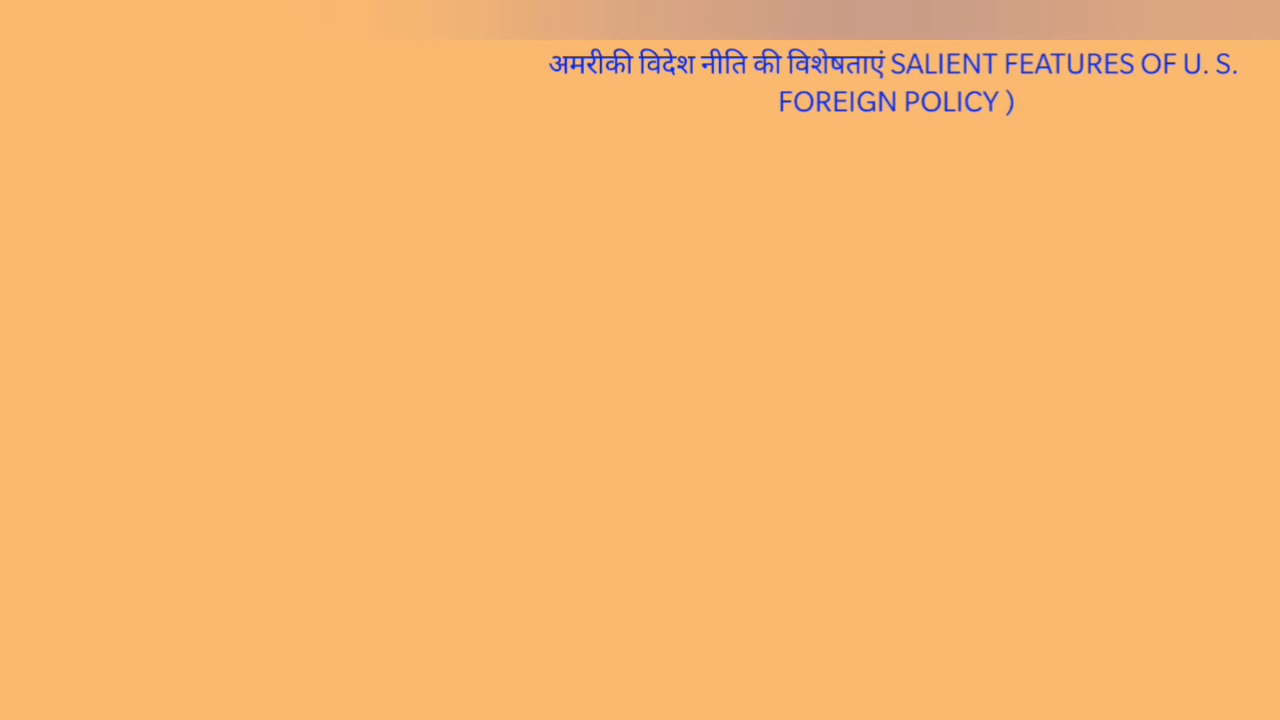 अमरीकी विदेश नीति की विशेषताएं SALIENT FEATURES OF U. S.
FOREIGN POLICY )